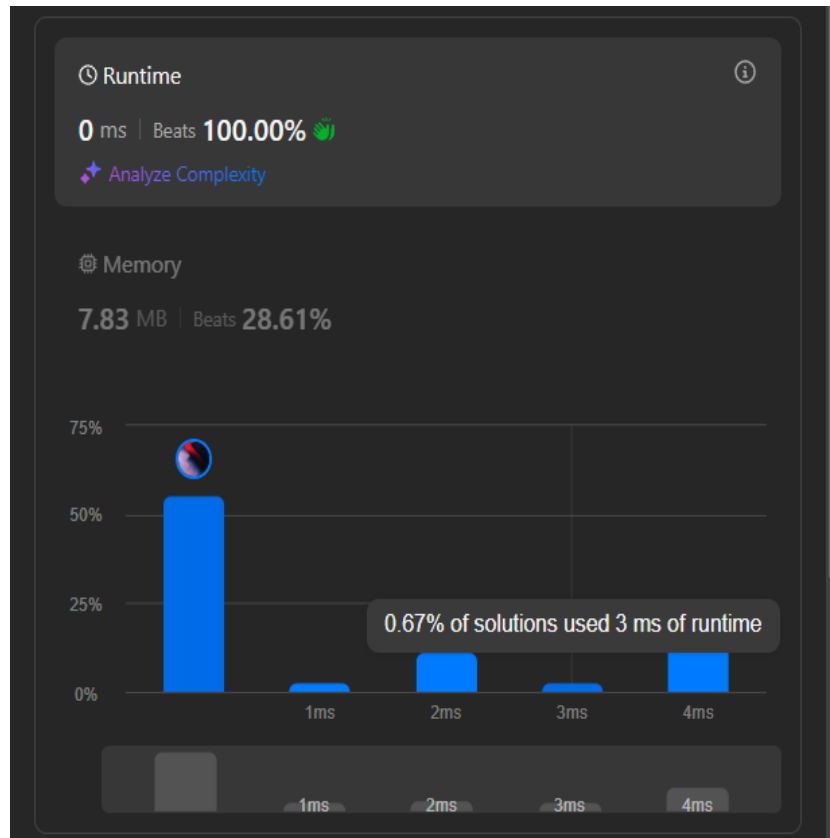 Runtime
0 ms | Beats 100.00%
Analyze Complexity
Memory
7.83 MB | Beats 28.61%
75%
50%
25%
0.67% of solutions used 3 ms of runtime
0%
1ms 2ms 3ms 4ms
1ms 2ms 3ms 4ms